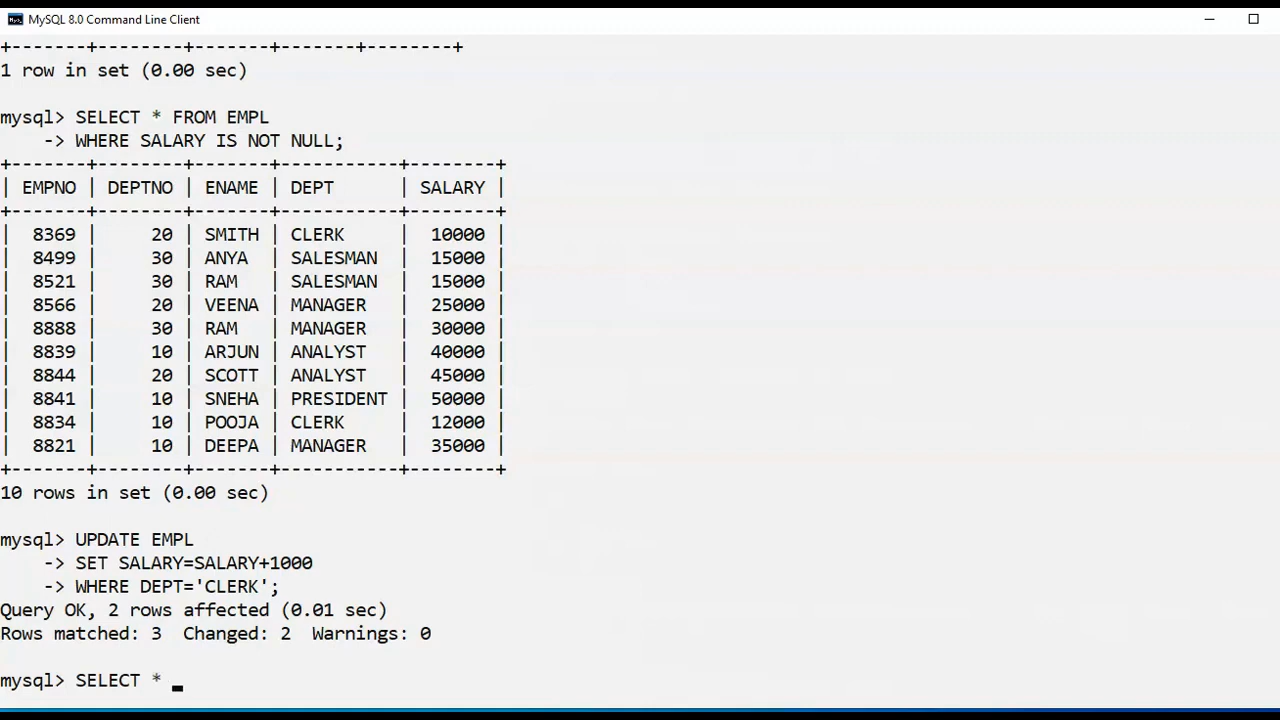 MySQL 8.0 Command Line Client
+-------+--------+-------+-------+--------+
1 row in set (0.00 sec)
mysql> SELECT * FROM EMPL
    -> WHERE SALARY IS NOT NULL;
+-------+--------+-------+-----------+--------+
| EMPNO | DEPTNO | ENAME | DEPT      | SALARY |
+-------+--------+-------+-----------+--------+
|  8369 |     20 | SMITH | CLERK     |  10000 |
|  8499 |     30 | ANYA  | SALESMAN  |  15000 |
|  8521 |     30 | RAM   | SALESMAN  |  15000 |
|  8566 |     20 | VEENA | MANAGER   |  25000 |
|  8888 |     30 | RAM   | MANAGER   |  30000 |
|  8839 |     10 | ARJUN | ANALYST   |  40000 |
|  8844 |     20 | SCOTT | ANALYST   |  45000 |
|  8841 |     10 | SNEHA | PRESIDENT |  50000 |
|  8834 |     10 | POOJA | CLERK     |  12000 |
|  8821 |     10 | DEEPA | MANAGER   |  35000 |
+-------+--------+-------+-----------+--------+
10 rows in set (0.00 sec)
mysql> UPDATE EMPL
    -> SET SALARY=SALARY+1000
    -> WHERE DEPT='CLERK';
Query OK, 2 rows affected (0.01 sec)
Rows matched: 3  Changed: 2  Warnings: 0
mysql> SELECT * _